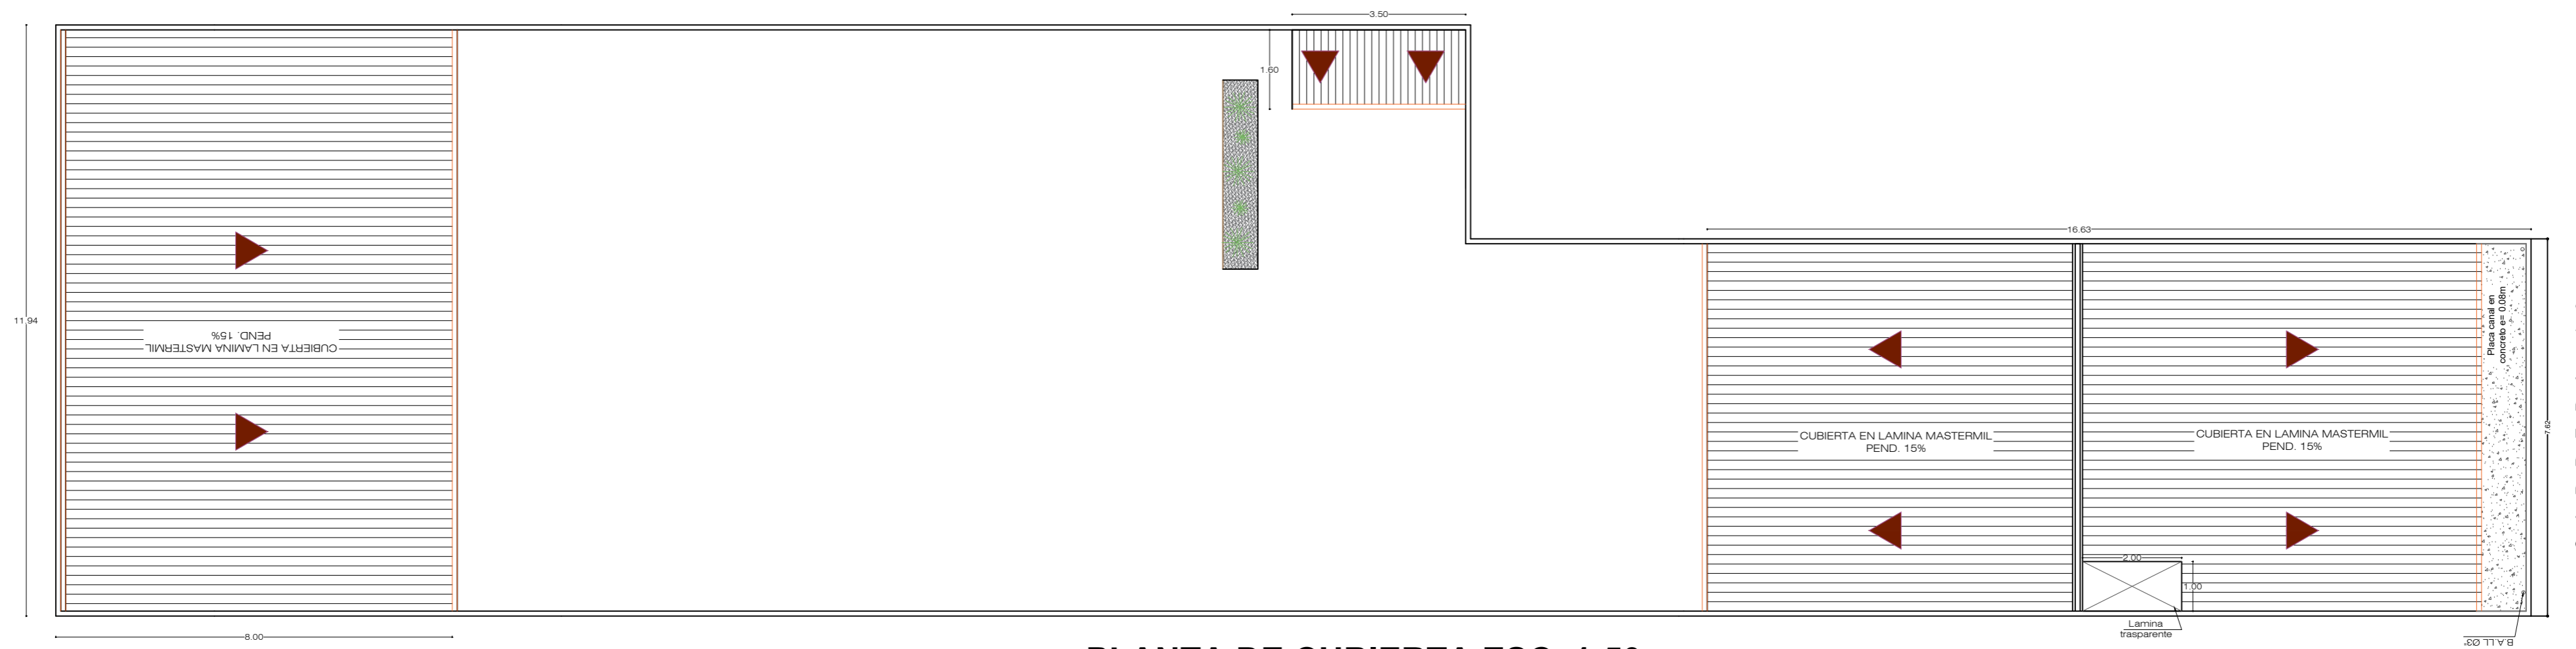 3.50
1.60
16.63
11.94
PEND. 15%
CUBIERTA EN LAMINA MASTERMIL
Placa canal en
concreto e= 0.08m
CUBIERTA EN LAMINA MASTERMIL
PEND. 15%
CUBIERTA EN LAMINA MASTERMIL
PEND. 15%
7.62
2.00
1.00
Lamina
trasparente
8.00
B.A.LL Ø3"